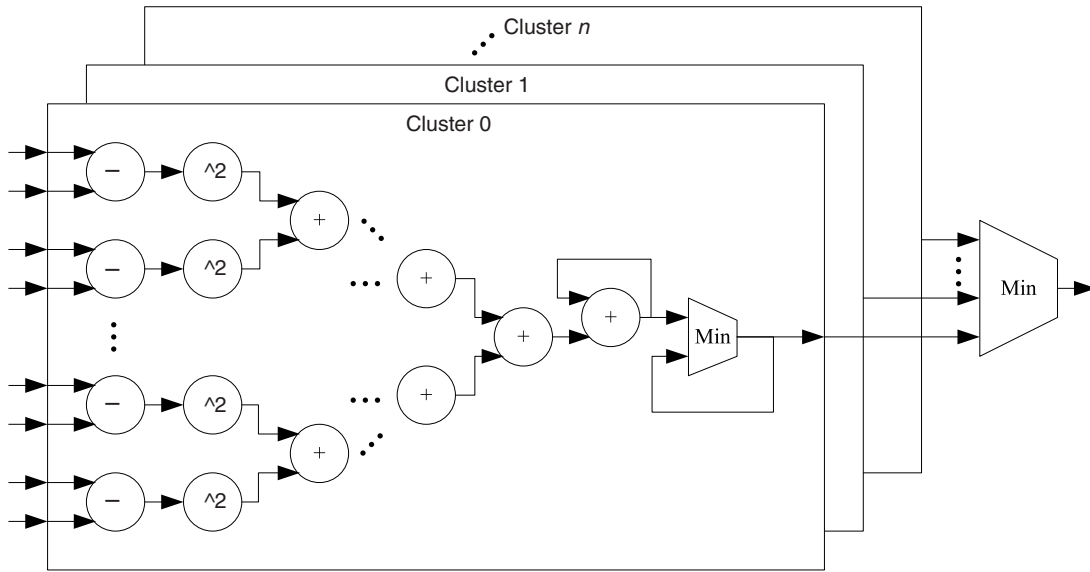 Cluster n
Cluster 1
Cluster 0
− ^2
+
− ^2
+
+
+
Min
Min
+
− ^2
+
− ^2